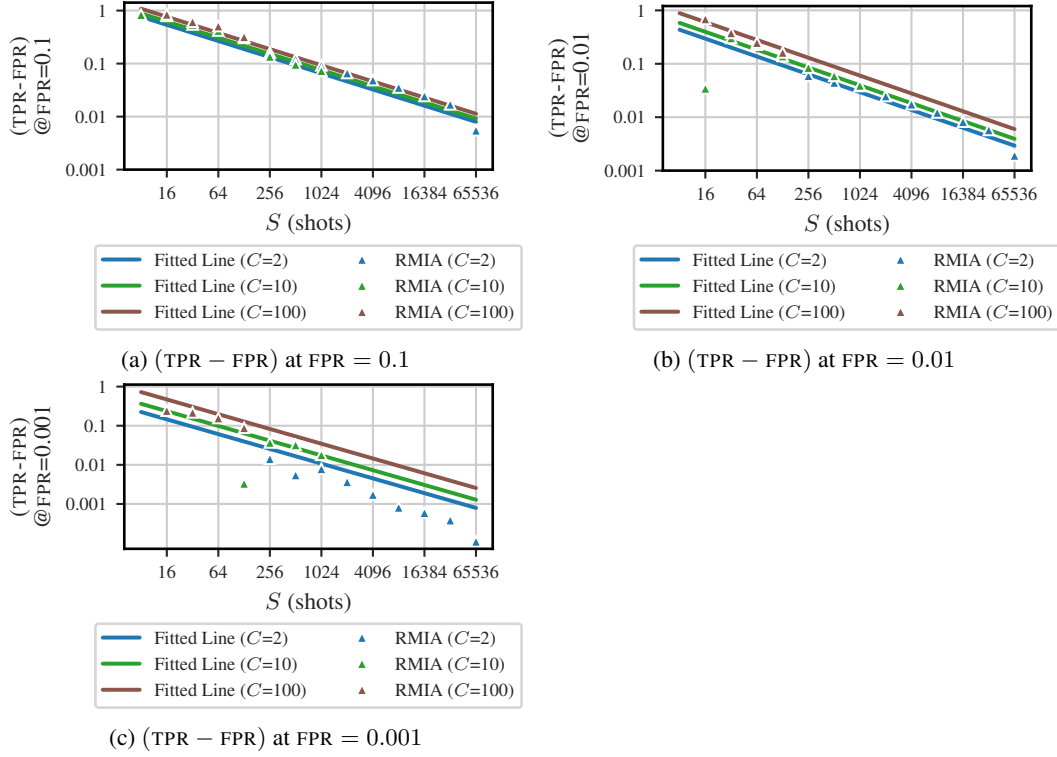 (TPR-FPR)
@FPR=0.1
1
0.1
0.01
0.001
16
64
256
1024
4096
16384
65536
S (shots)
Fitted Line (C=2)
RMIA (C=2)
Fitted Line (C=10)
RMIA (C=10)
Fitted Line (C=100)
RMIA (C=100)
(a) (TPR − FPR) at FPR = 0.1
(TPR-FPR)
@FPR=0.01
1
0.1
0.01
0.001
16
64
256
1024
4096
16384
65536
S (shots)
Fitted Line (C=2)
RMIA (C=2)
Fitted Line (C=10)
RMIA (C=10)
Fitted Line (C=100)
RMIA (C=100)
(b) (TPR − FPR) at FPR = 0.01
(TPR-FPR)
@FPR=0.001
1
0.1
0.01
0.001
16
64
256
1024
4096
16384
65536
S (shots)
Fitted Line (C=2)
RMIA (C=2)
Fitted Line (C=10)
RMIA (C=10)
Fitted Line (C=100)
RMIA (C=100)
(c) (TPR − FPR) at FPR = 0.001